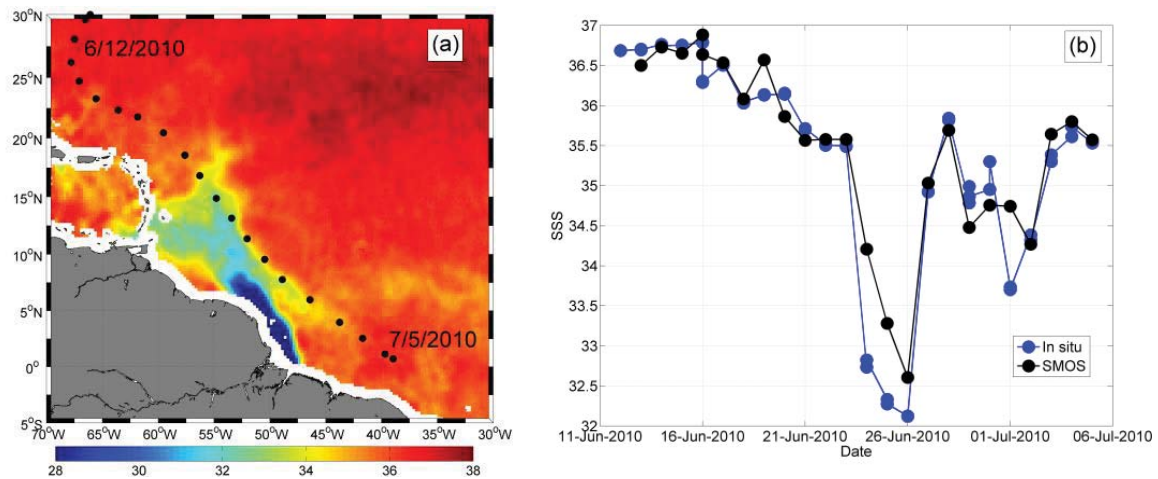 (a)
6/12/2010
7/5/2010
30°N
25°N
20°N
15°N
10°N
5°N
0°
5°S
70°W 65°W 60°W 55°W 50°W 45°W 40°W 35°W 30°W
28 30 32 34 36 38
(b)
37
36.5
36
35.5
35
34.5
34
33.5
33
32.5
32
SSS
In situ
SMOS
11-Jun-2010 16-Jun-2010 21-Jun-2010 26-Jun-2010 01-Jul-2010 06-Jul-2010
Date